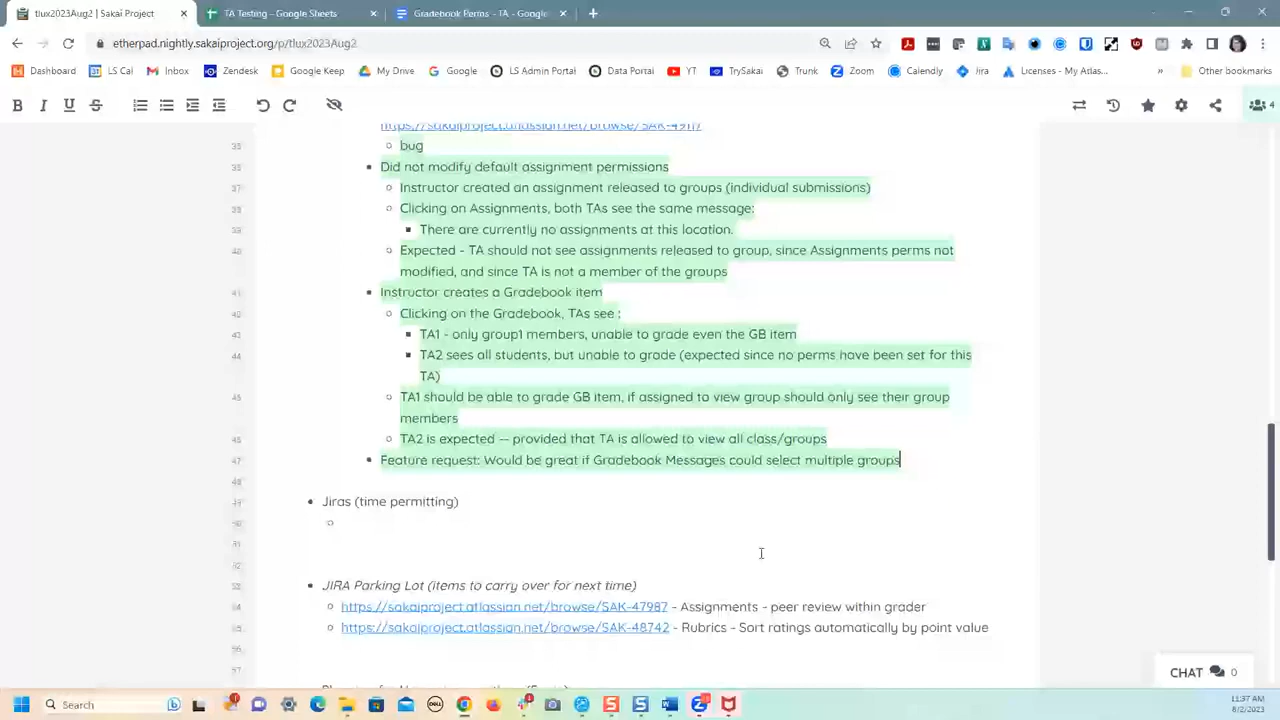 tlux2023Aug2 | Sakai Project
TA Testing - Google Sheets
Gradebook Perms - TA - Google
etherpad.nightly.sakaiproject.org/p/tlux2023Aug2
Dashboard
LS Cal
Inbox
Zendesk
Google Keep
My Drive
Google
LS Admin Portal
Data Portal
YT
TrySakai
Trunk
Zoom
Calendly
Jira
Licenses - My Atlas...
Other bookmarks
4
https://sakaiproject.atlassian.net/browse/SAK-49117
bug
Did not modify default assignment permissions
Instructor created an assignment released to groups (individual submissions)
Clicking on Assignments, both TAs see the same message:
There are currently no assignments at this location.
Expected - TA should not see assignments released to group, since Assignments perms not
modified, and since TA is not a member of the groups
Instructor creates a Gradebook item
Clicking on the Gradebook, TAs see :
TA1 - only group1 members, unable to grade even the GB item
TA2 sees all students, but unable to grade (expected since no perms have been set for this
TA)
TA1 should be able to grade GB item, if assigned to view group should only see their group
members
TA2 is expected -- provided that TA is allowed to view all class/groups
Feature request: Would be great if Gradebook Messages could select multiple groups
Jiras (time permitting)
JIRA Parking Lot (items to carry over for next time)
https://sakaiproject.atlassian.net/browse/SAK-47987 - Assignments - peer review within grader
https://sakaiproject.atlassian.net/browse/SAK-48742 - Rubrics - Sort ratings automatically by point value
CHAT 0
Search
11:37 AM
8/2/2023